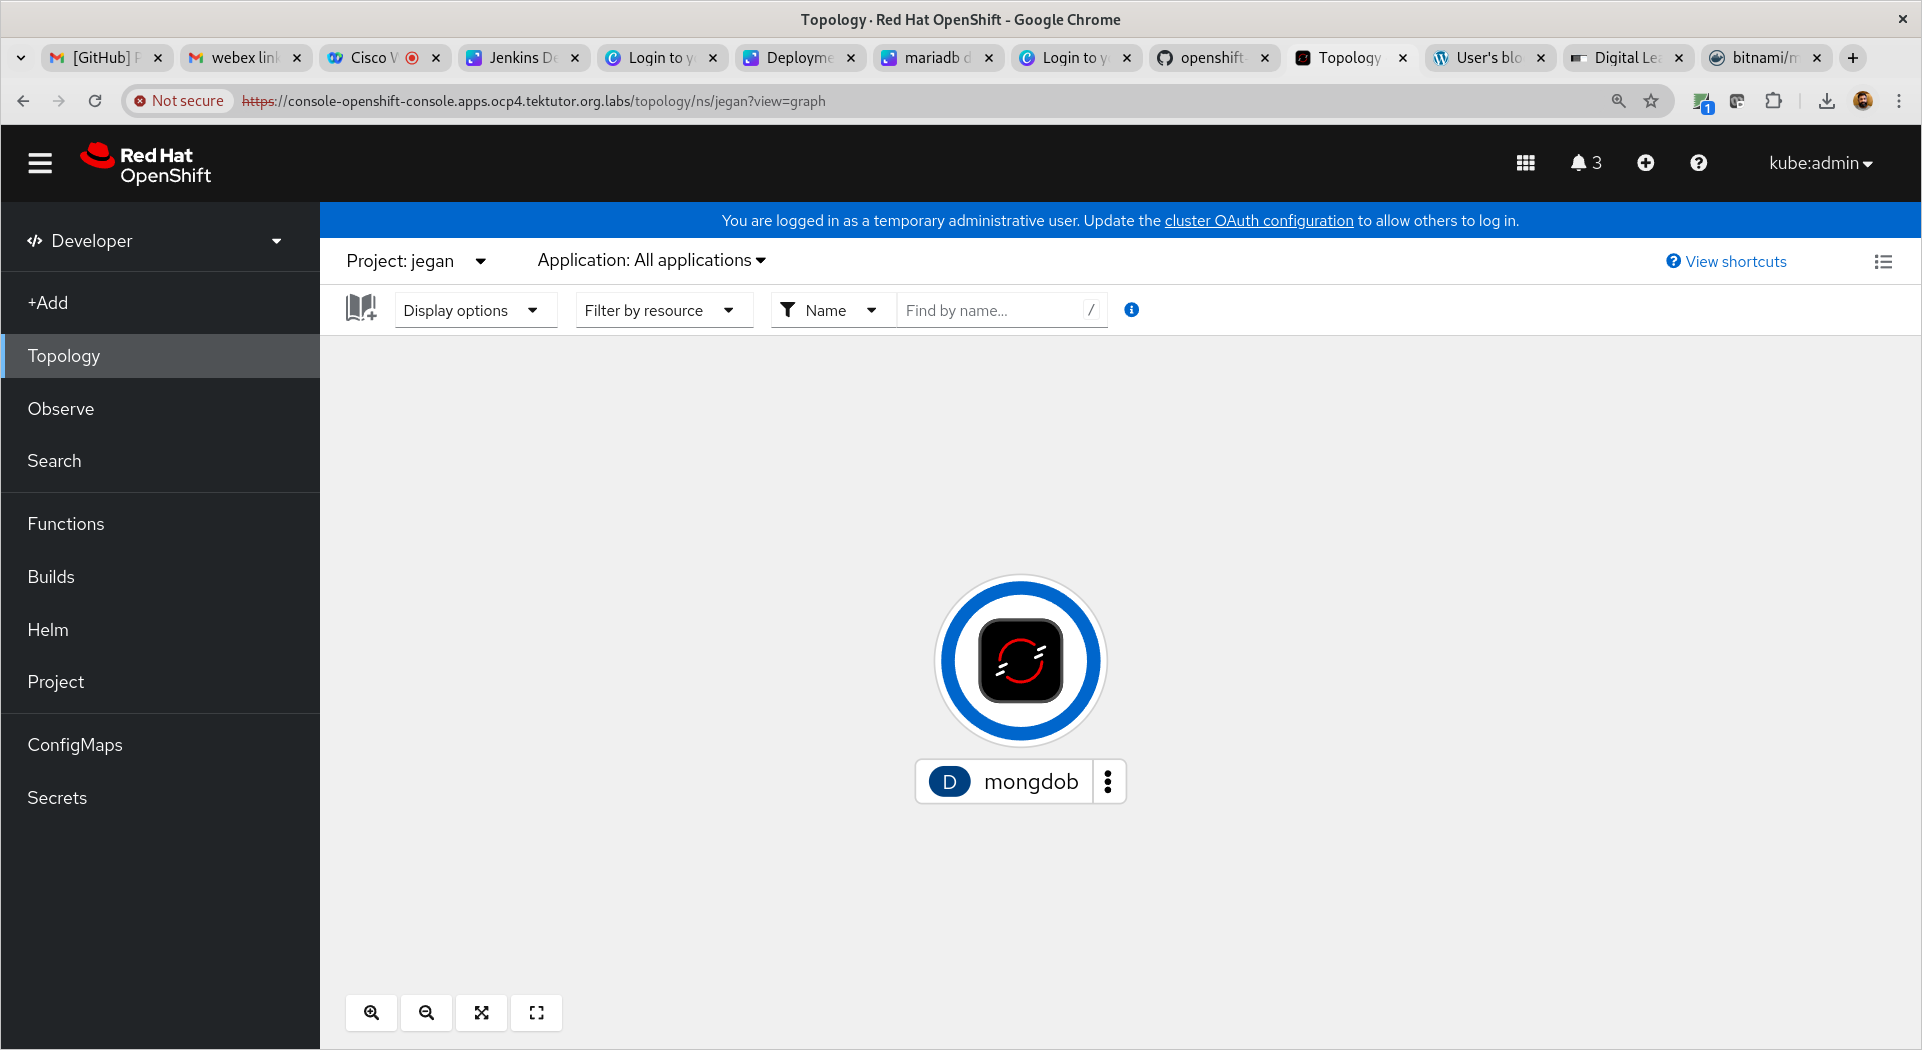 Topology · Red Hat OpenShift - Google Chrome
[GitHub] webex lin Cisco Jenkins D Login to y Deployme mariadb d Login to y openshift- Topology User's blo Digital Le bitnami/m
Not secure https://console-openshift-console.apps.ocp4.tektutor.org.labs/topology/ns/jegan?view=graph 1
Red Hat
OpenShift
3 kube:admin
You are logged in as a temporary administrative user. Update the cluster OAuth configuration to allow others to log in.
Developer
Project: jegan Application: All applications View shortcuts
+Add
Display options Filter by resource Name Find by name... /
Topology
Observe
Search
Functions
Builds
Helm
Project
ConfigMaps
D mongdob
Secrets